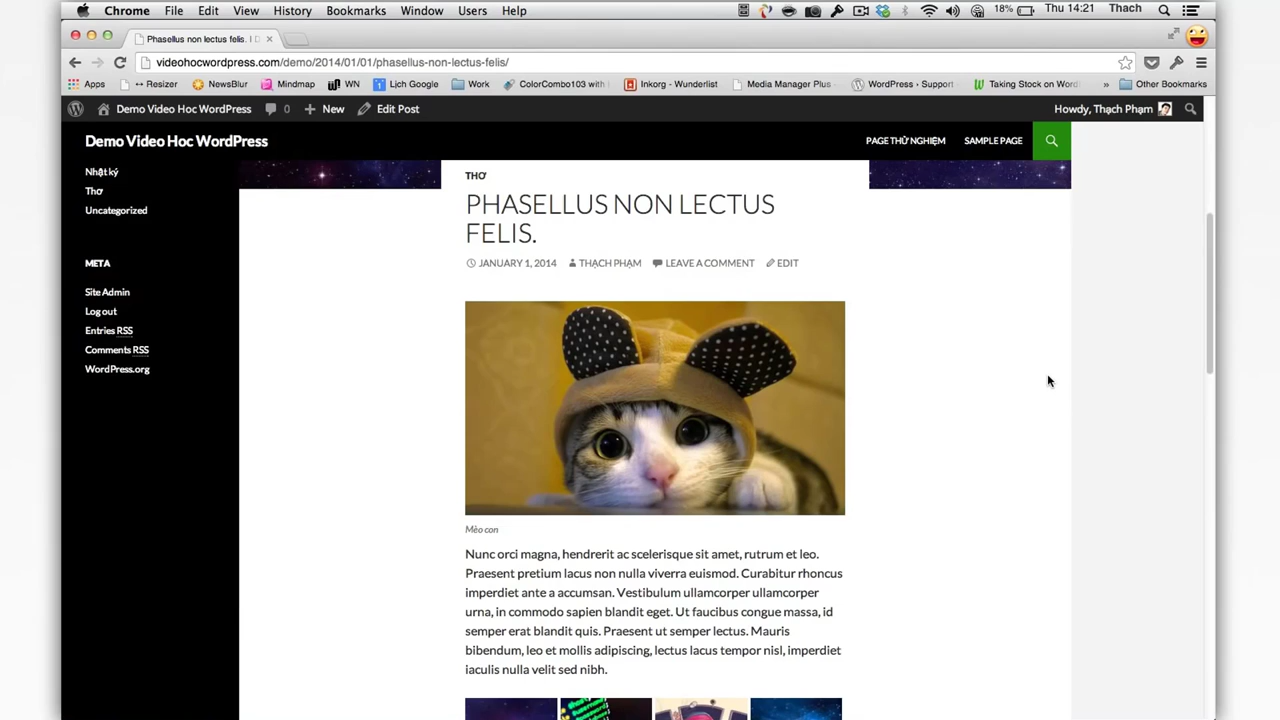 Chrome File Edit View History Bookmarks Window Users Help 18% Thu 14:21 Thach
Phasellus non lectus felis. | D
videohocwordpress.com/demo/2014/01/01/phasellus-non-lectus-felis/
Apps ↔ Resizer NewsBlur Mindmap WN Lịch Google Work ColorCombo103 with Inkorg - Wunderlist Media Manager Plus - WordPress › Support Taking Stock on Word » Other Bookmarks
Demo Video Hoc WordPress 0 + New Edit Post Howdy, Thạch Phạm
Demo Video Hoc WordPress PAGE THỬ NGHIỆM SAMPLE PAGE
Nhật ký
Thơ
Uncategorized
META
Site Admin
Log out
Entries RSS
Comments RSS
WordPress.org
THƠ
PHASELLUS NON LECTUS
FELIS.
JANUARY 1, 2014 THẠCH PHẠM LEAVE A COMMENT EDIT
Mèo con
Nunc orci magna, hendrerit ac scelerisque sit amet, rutrum et leo.
Praesent pretium lacus non nulla viverra euismod. Curabitur rhoncus
imperdiet ante a accumsan. Vestibulum ullamcorper ullamcorper
urna, in commodo sapien blandit eget. Ut faucibus congue massa, id
semper erat blandit quis. Praesent ut semper lectus. Mauris
bibendum, leo et mollis adipiscing, lectus lacus tempor nisl, imperdiet
iaculis nulla velit sed nibh.